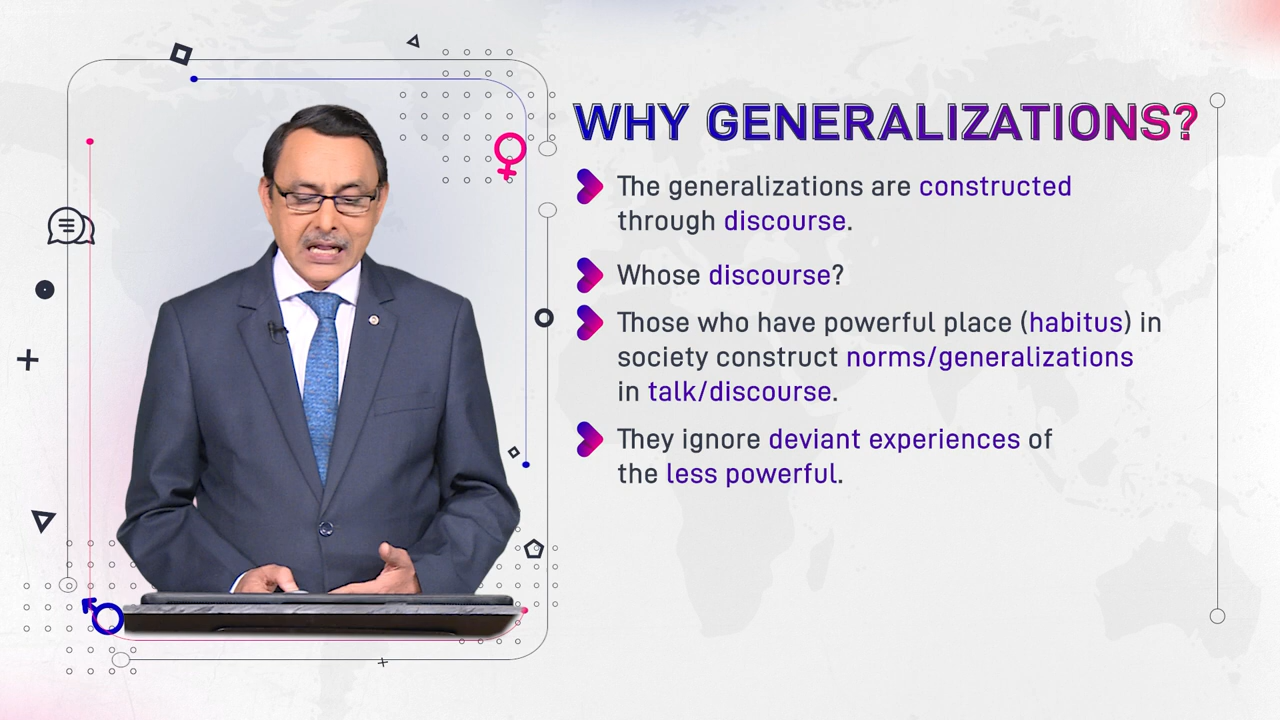 WHY GENERALIZATIONS?
The generalizations are constructed
through discourse.
Whose discourse?
Those who have powerful place (habitus) in
society construct norms/generalizations
in talk/discourse.
They ignore deviant experiences of
the less powerful.